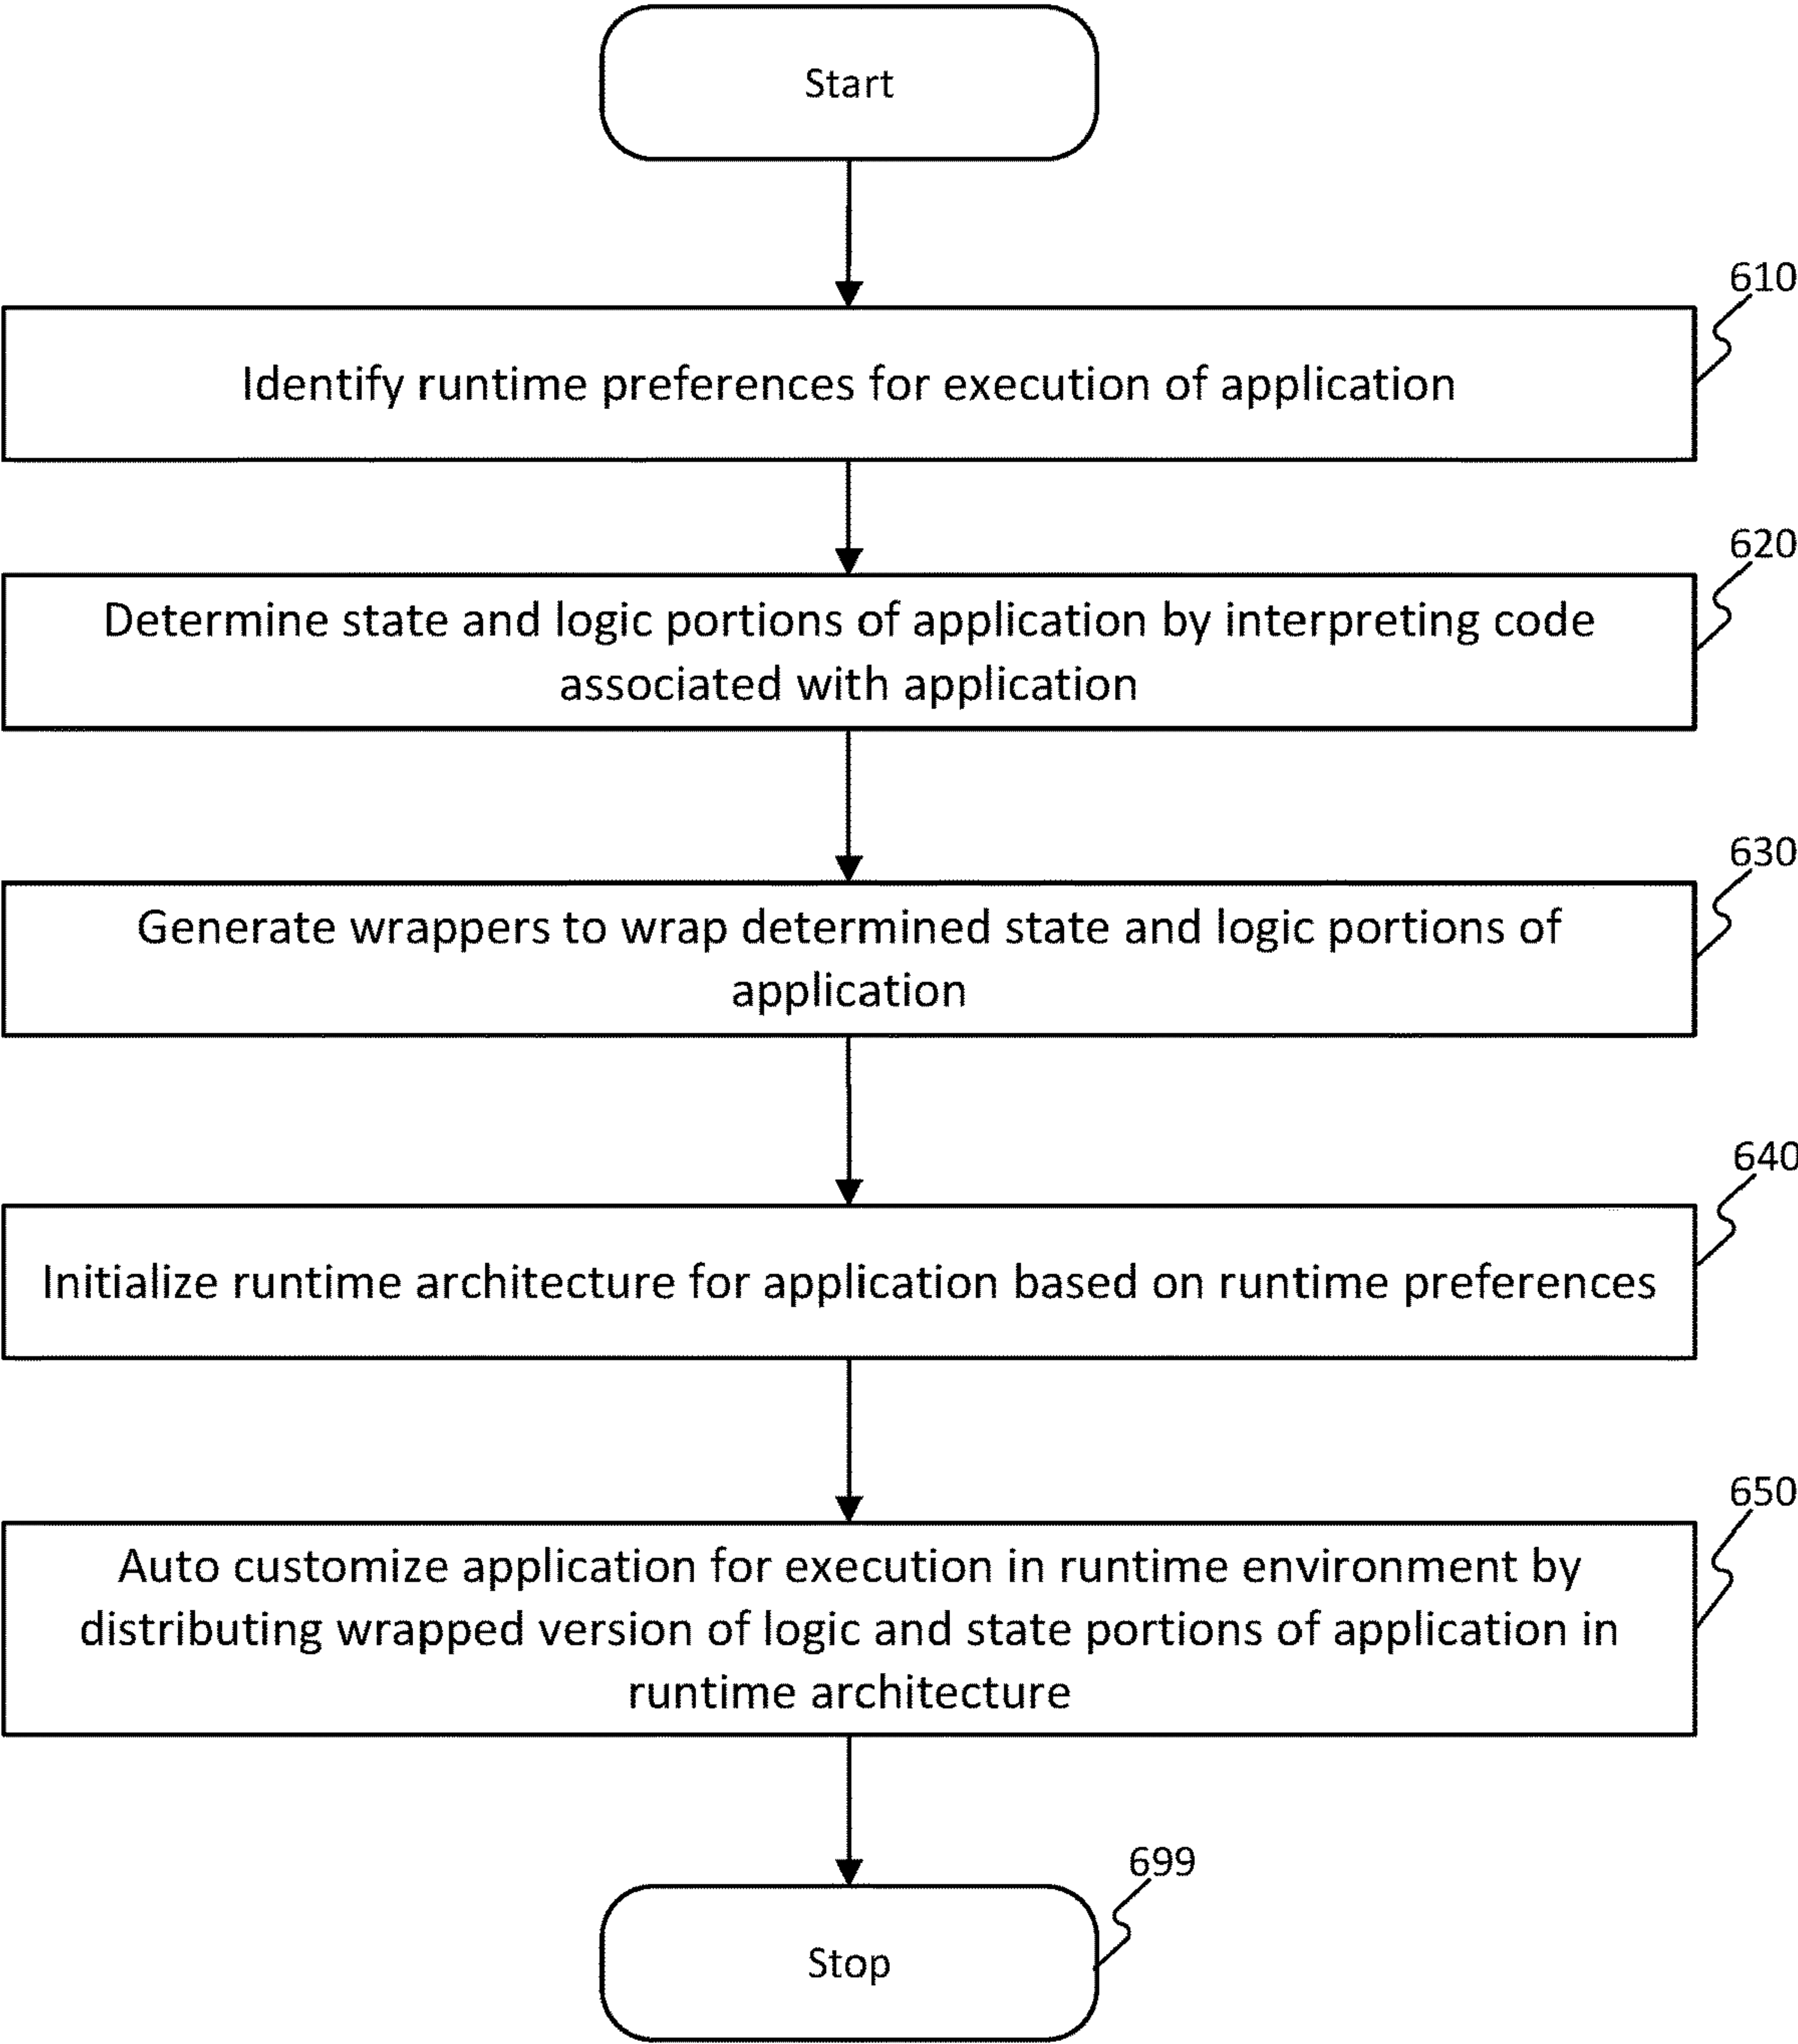 Start
610
Identify runtime preferences for execution of application
620
Determine state and logic portions of application by interpreting code
associated with application
630
Generate wrappers to wrap determined state and logic portions of
application
640
Initialize runtime architecture for application based on runtime preferences
650
Auto customize application for execution in runtime environment by
distributing wrapped version of logic and state portions of application in
runtime architecture
699
Stop